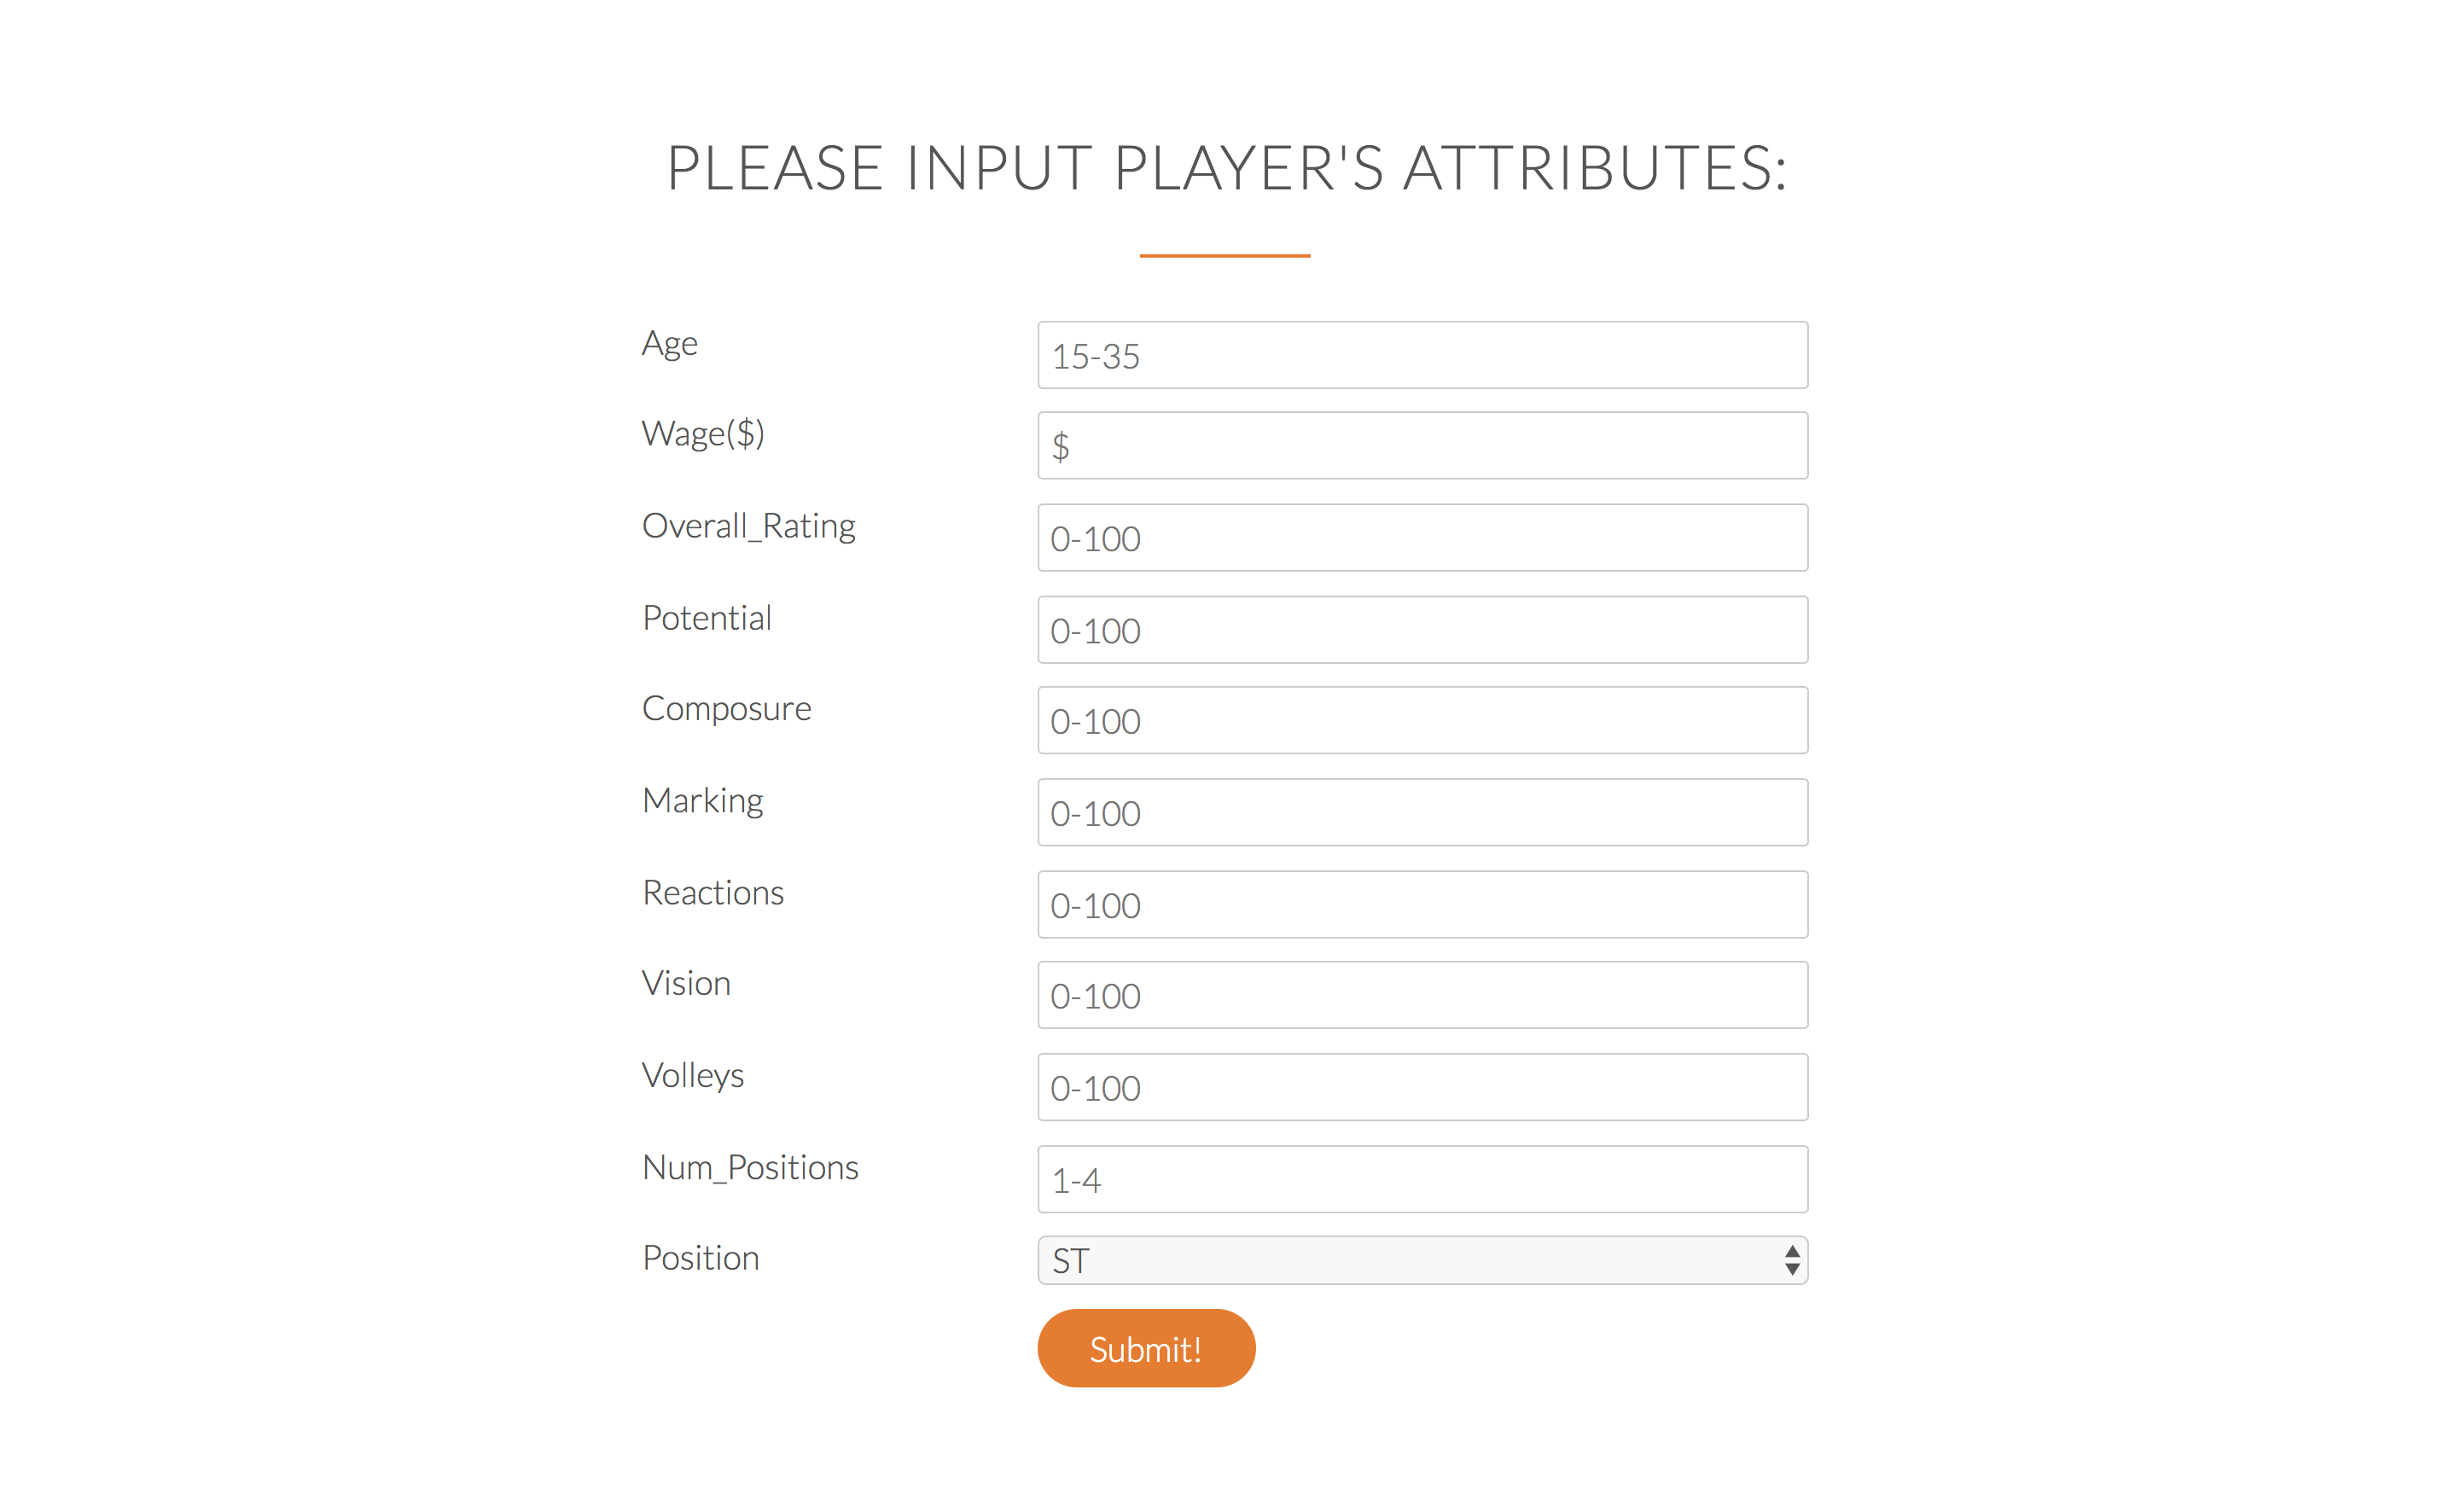 PLEASE INPUT PLAYER'S ATTRIBUTES:
Age
15-35
Wage($)
$
Overall_Rating
0-100
Potential
0-100
Composure
0-100
Marking
0-100
Reactions
0-100
Vision
0-100
Volleys
0-100
Num_Positions
1-4
Position
ST
Submit!